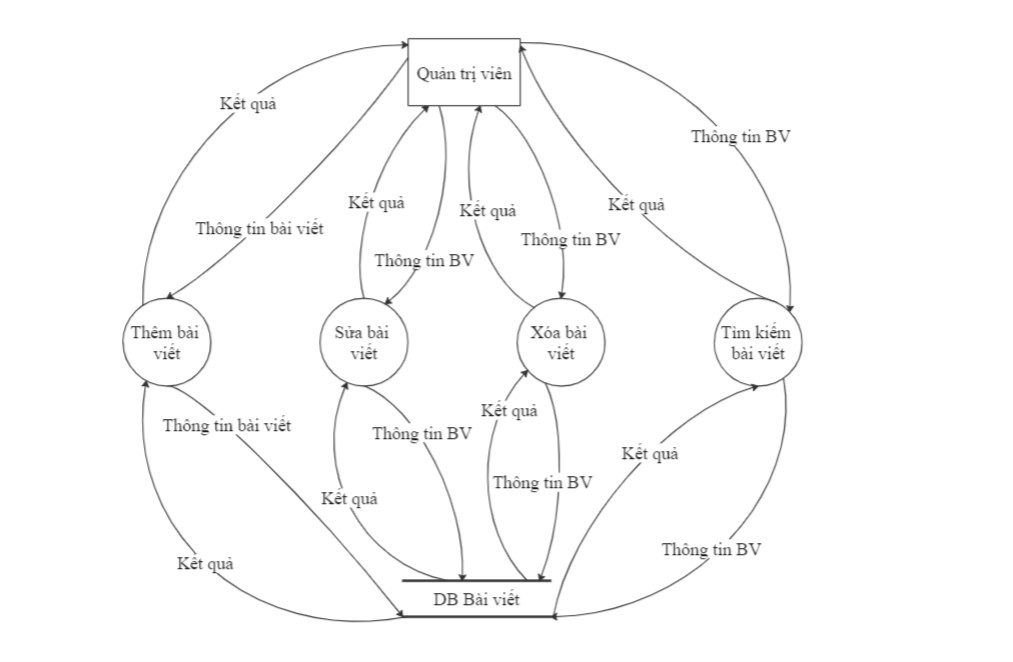 Quản trị viên
Kết quả
Thông tin BV
Kết quả
Kết quả
Kết quả
Thông tin bài viết
Thông tin BV
Thông tin BV
Thêm bài
viết
Sửa bài
viết
Xóa bài
viết
Tìm kiếm
bài viết
Kết quả
Thông tin bài viết
Thông tin BV
Kết quả
Thông tin BV
Kết quả
Thông tin BV
Kết quả
DB Bài viết